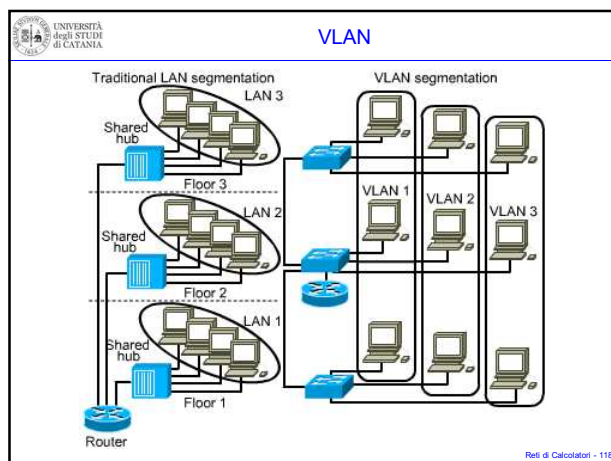 UNIVERSITÀ
degli STUDI
di CATANIA
VLAN
Traditional LAN segmentation
VLAN segmentation
LAN 3
Shared
hub
Floor 3
LAN 2
Shared
hub
Floor 2
LAN 1
Shared
hub
Floor 1
Router
VLAN 1
VLAN 2
VLAN 3
Reti di Calcolatori - 118